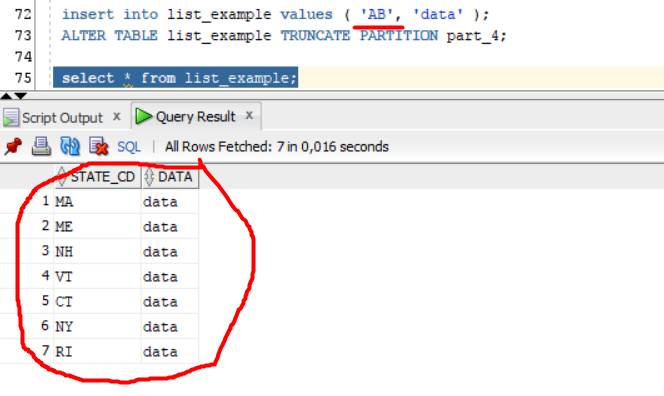 72 insert into list_example values ( 'AB', 'data' );
73 ALTER TABLE list_example TRUNCATE PARTITION part_4;
74
75 select * from list_example;
Script Output x Query Result x
SQL | All Rows Fetched: 7 in 0,016 seconds
STATE_CD DATA
1 MA data
2 ME data
3 NH data
4 VT data
5 CT data
6 NY data
7 RI data